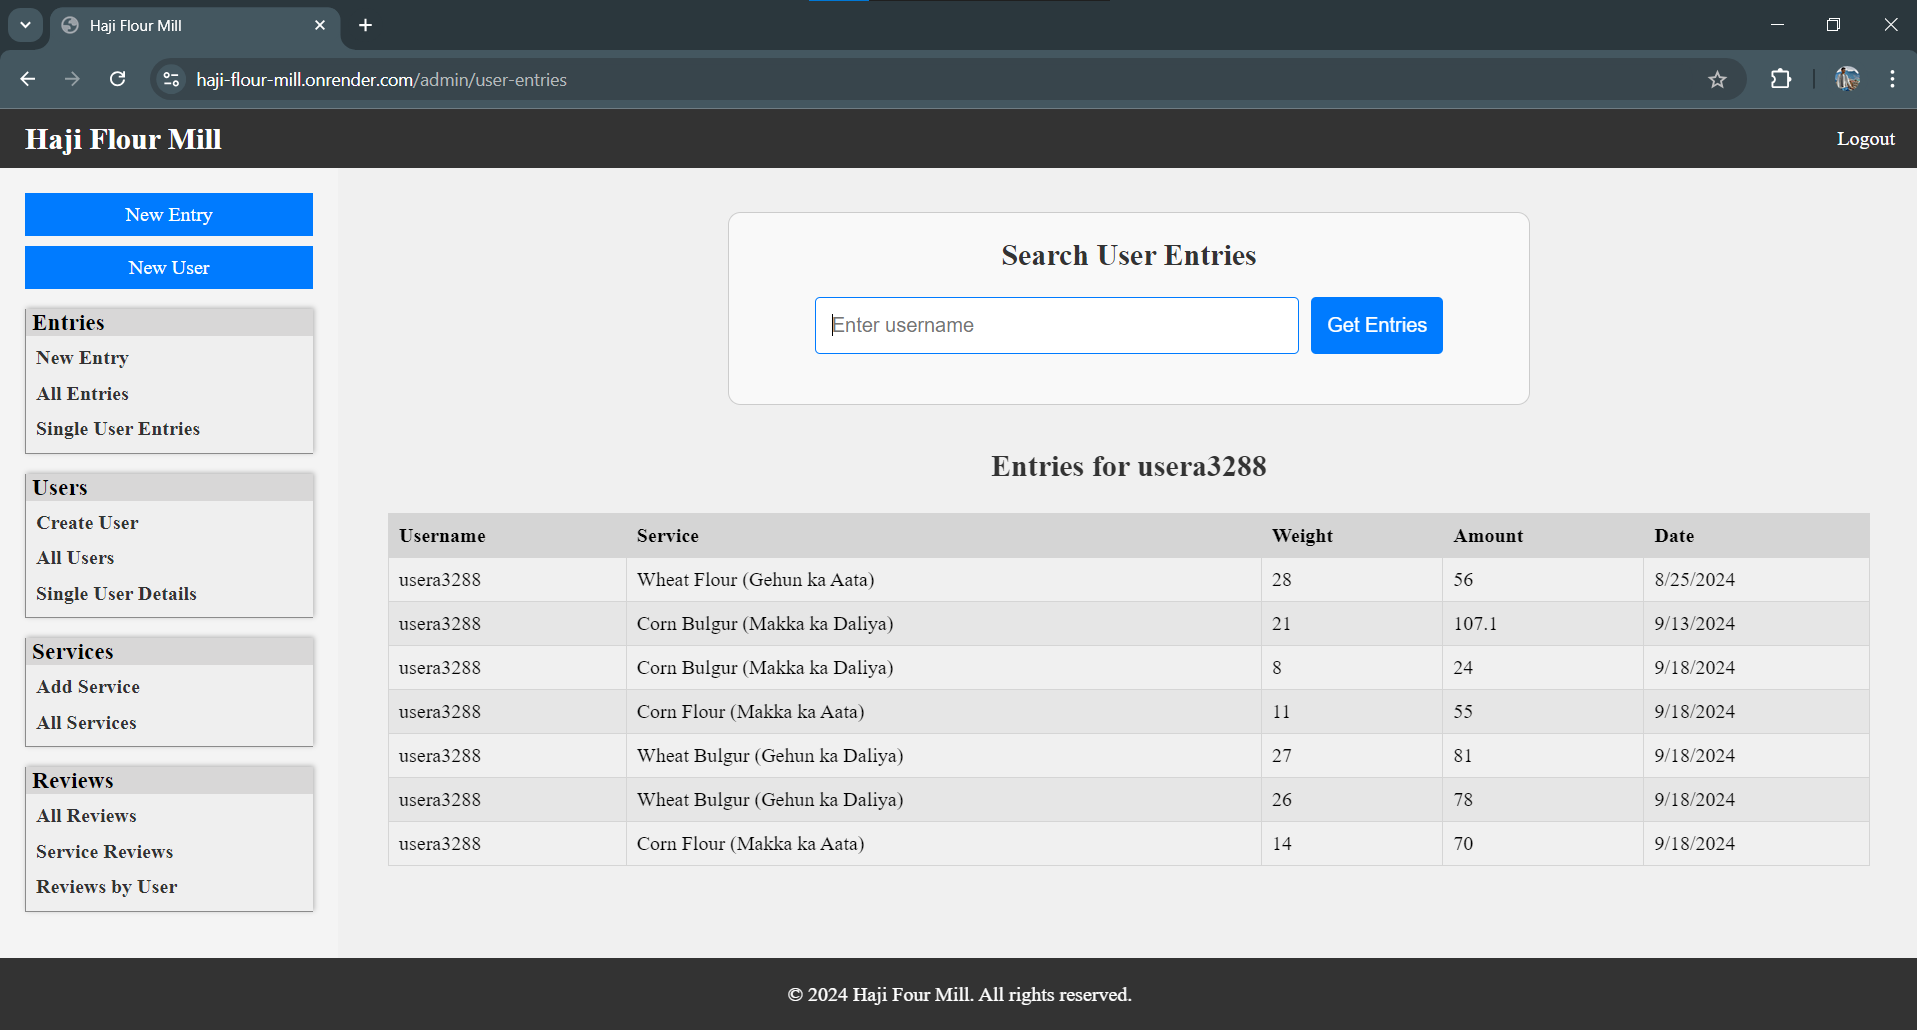 Haji Flour Mill
haji-flour-mill.onrender.com/admin/user-entries
Haji Flour Mill
Logout
New Entry
New User
Entries
New Entry
All Entries
Single User Entries
Users
Create User
All Users
Single User Details
Services
Add Service
All Services
Reviews
All Reviews
Service Reviews
Reviews by User
Search User Entries
Enter username
Get Entries
Entries for usera3288
Username Service Weight Amount Date
usera3288 Wheat Flour (Gehun ka Aata) 28 56 8/25/2024
usera3288 Corn Bulgur (Makka ka Daliya) 21 107.1 9/13/2024
usera3288 Corn Bulgur (Makka ka Daliya) 8 24 9/18/2024
usera3288 Corn Flour (Makka ka Aata) 11 55 9/18/2024
usera3288 Wheat Bulgur (Gehun ka Daliya) 27 81 9/18/2024
usera3288 Wheat Bulgur (Gehun ka Daliya) 26 78 9/18/2024
usera3288 Corn Flour (Makka ka Aata) 14 70 9/18/2024
© 2024 Haji Four Mill. All rights reserved.